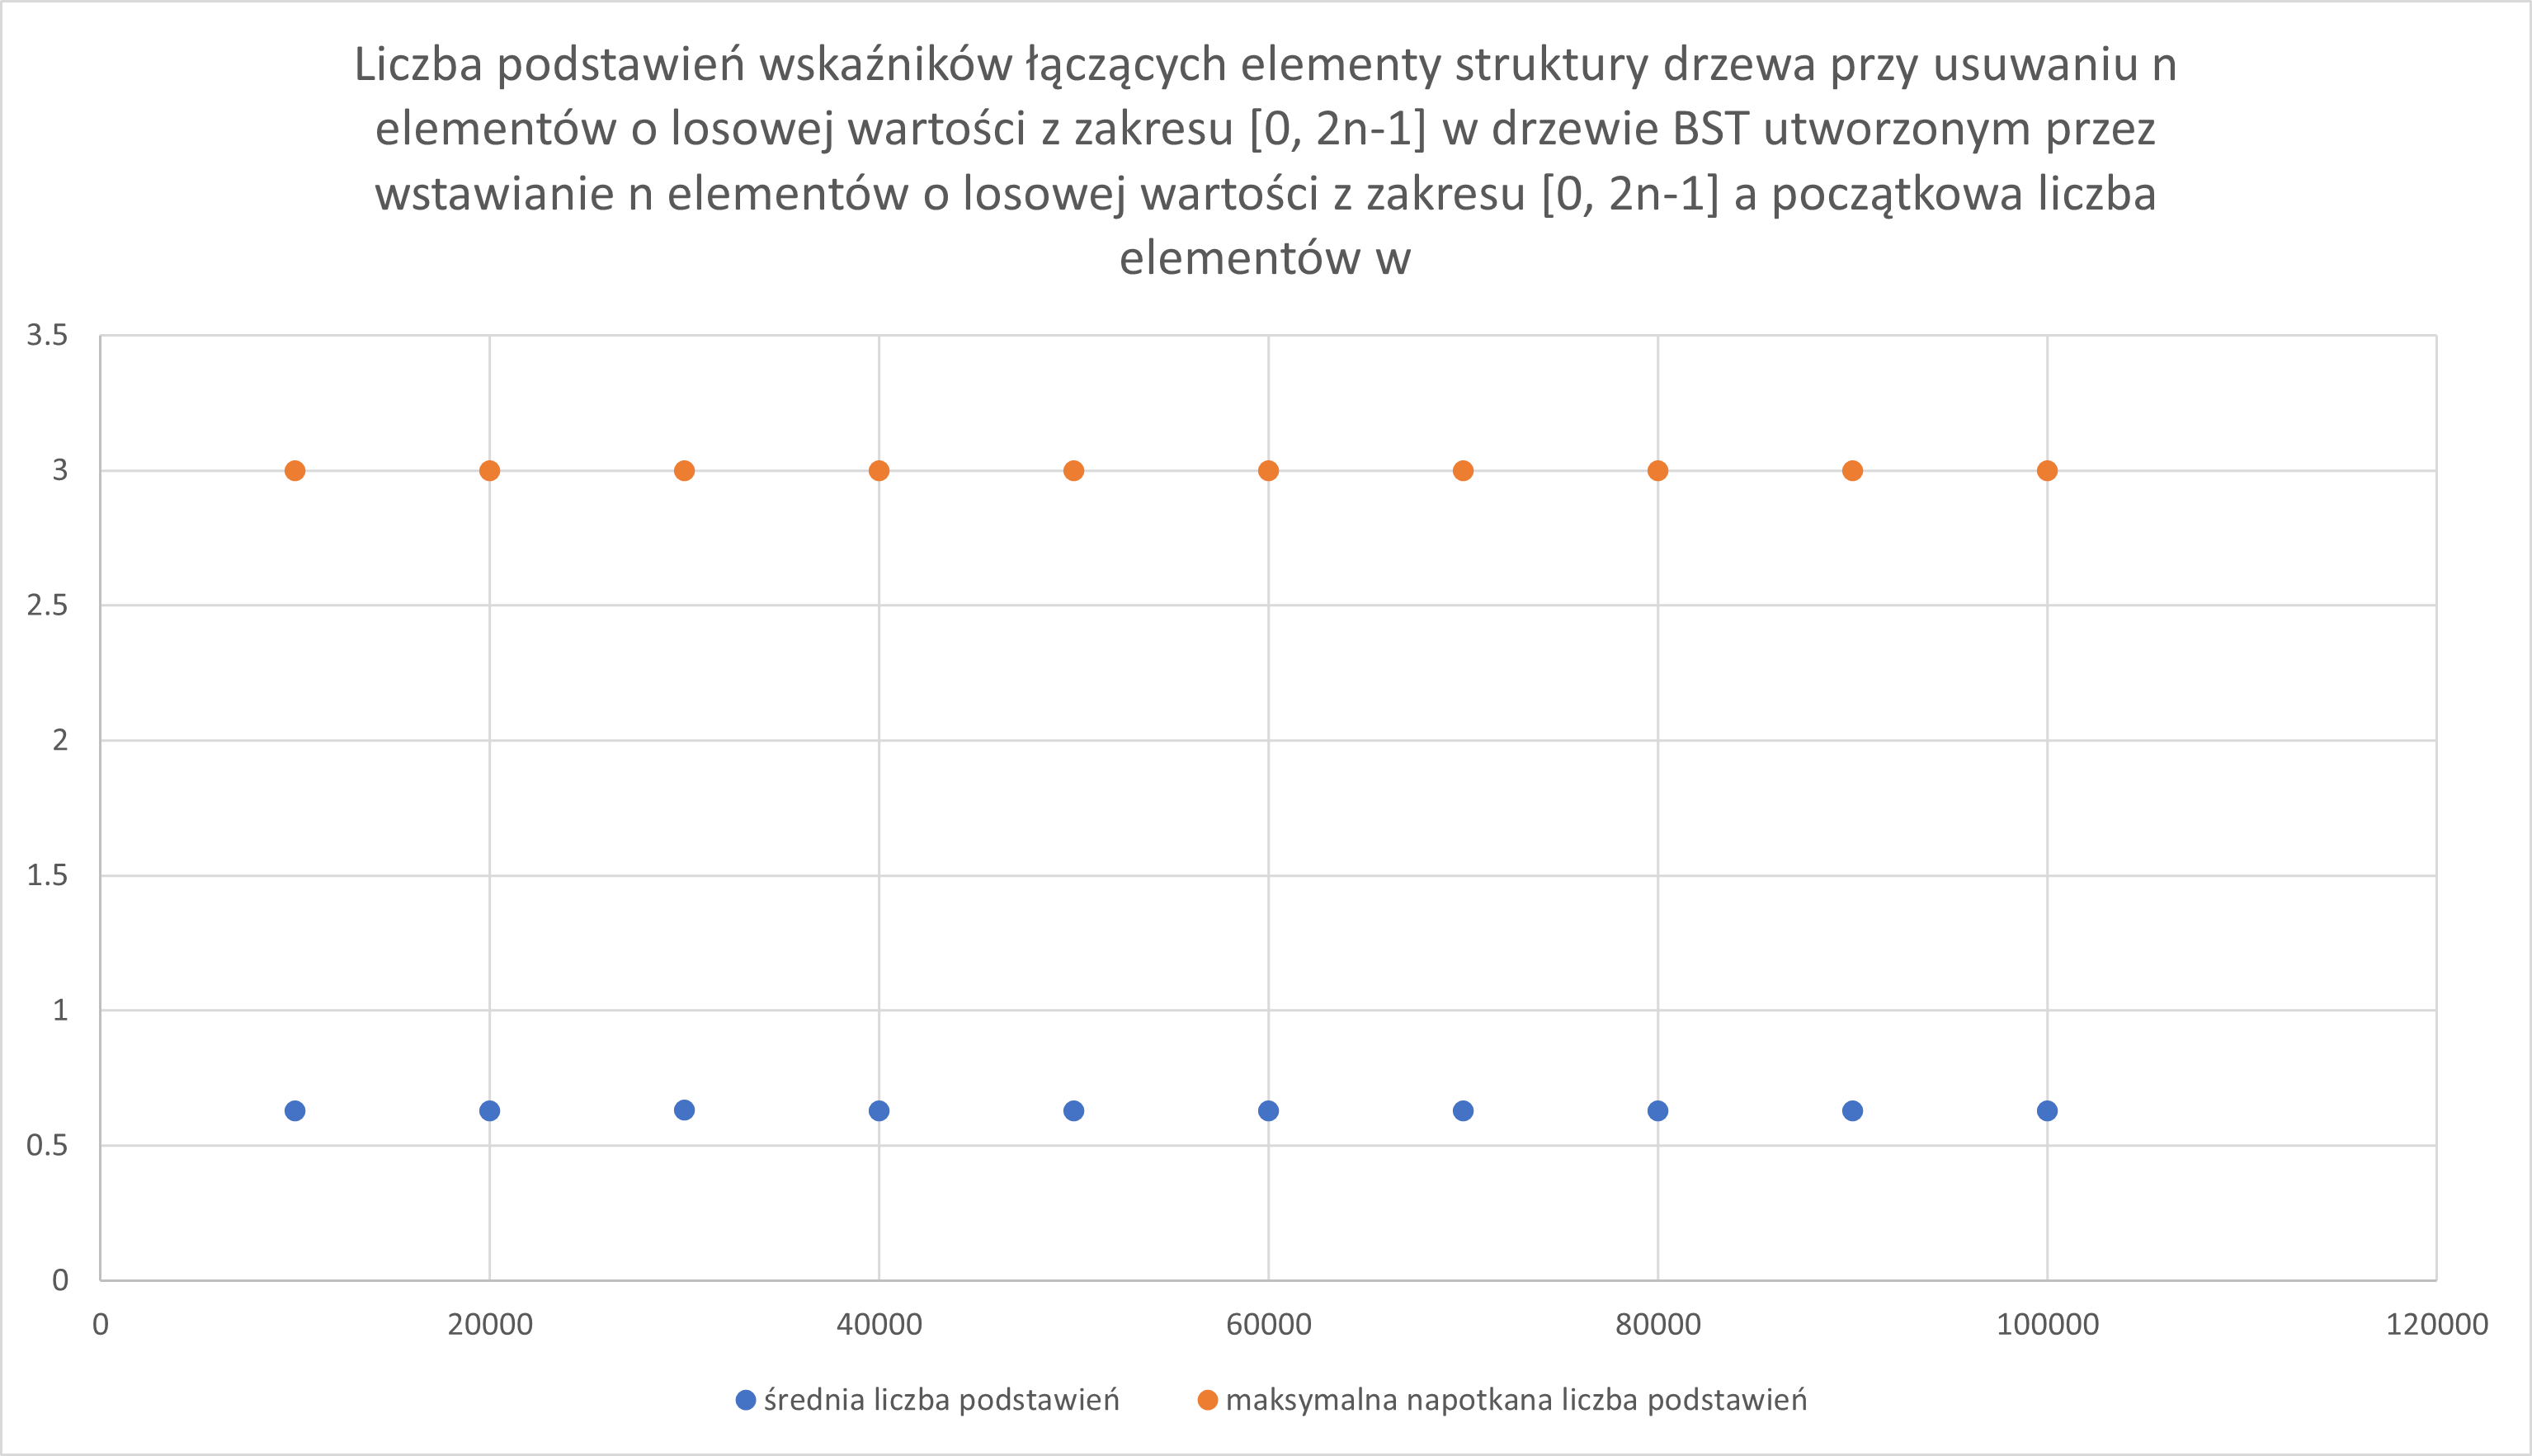 Liczba podstawień wskaźników łączących elementy struktury drzewa przy usuwaniu n
elementów o losowej wartości z zakresu [0, 2n-1] w drzewie BST utworzonym przez
wstawianie n elementów o losowej wartości z zakresu [0, 2n-1] a początkowa liczba
elementów w
3.5
3
2.5
2
1.5
1
0.5
0
0 20000 40000 60000 80000 100000 120000
średnia liczba podstawień maksymalna napotkana liczba podstawień